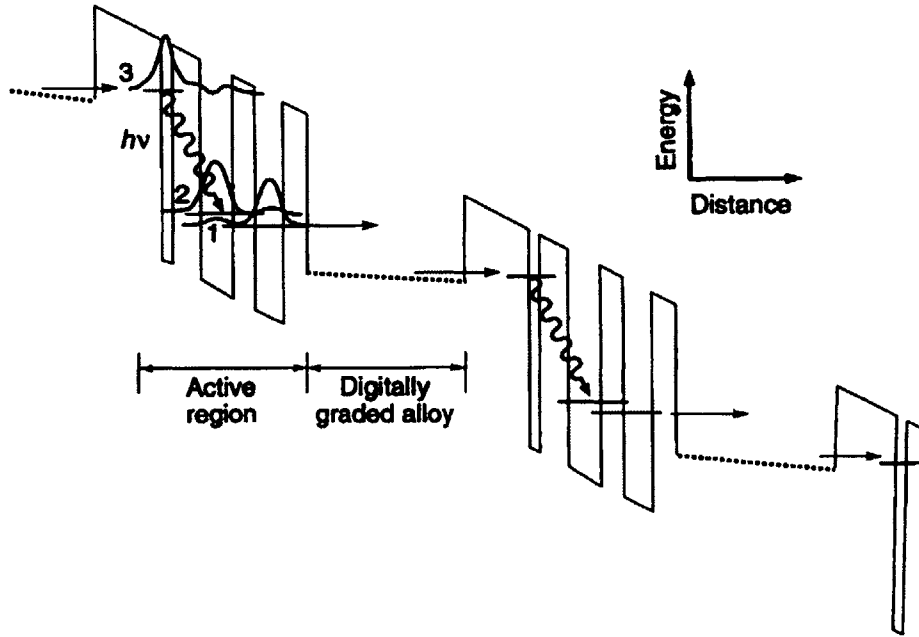 3
hν
2
1
Energy
Distance
Active
region
Digitally
graded alloy